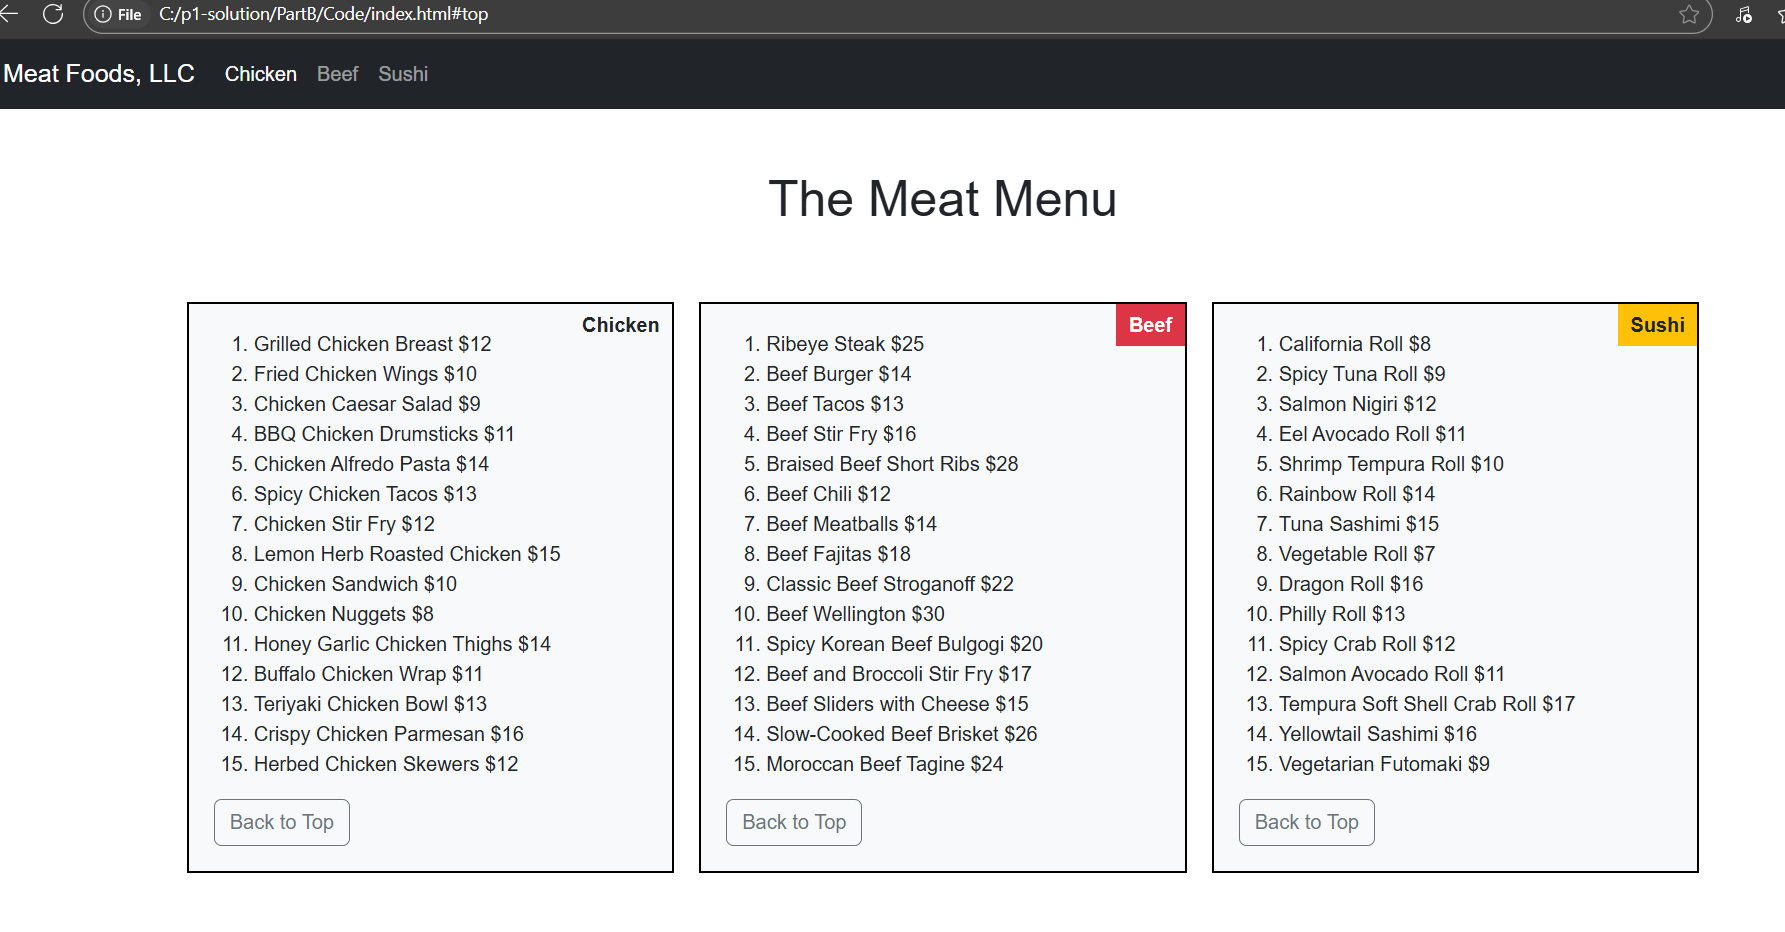 File C:/p1-solution/PartB/Code/index.html#top
Meat Foods, LLC Chicken Beef Sushi
The Meat Menu
Chicken
1. Grilled Chicken Breast $12
2. Fried Chicken Wings $10
3. Chicken Caesar Salad $9
4. BBQ Chicken Drumsticks $11
5. Chicken Alfredo Pasta $14
6. Spicy Chicken Tacos $13
7. Chicken Stir Fry $12
8. Lemon Herb Roasted Chicken $15
9. Chicken Sandwich $10
10. Chicken Nuggets $8
11. Honey Garlic Chicken Thighs $14
12. Buffalo Chicken Wrap $11
13. Teriyaki Chicken Bowl $13
14. Crispy Chicken Parmesan $16
15. Herbed Chicken Skewers $12
Back to Top
Beef
1. Ribeye Steak $25
2. Beef Burger $14
3. Beef Tacos $13
4. Beef Stir Fry $16
5. Braised Beef Short Ribs $28
6. Beef Chili $12
7. Beef Meatballs $14
8. Beef Fajitas $18
9. Classic Beef Stroganoff $22
10. Beef Wellington $30
11. Spicy Korean Beef Bulgogi $20
12. Beef and Broccoli Stir Fry $17
13. Beef Sliders with Cheese $15
14. Slow-Cooked Beef Brisket $26
15. Moroccan Beef Tagine $24
Back to Top
Sushi
1. California Roll $8
2. Spicy Tuna Roll $9
3. Salmon Nigiri $12
4. Eel Avocado Roll $11
5. Shrimp Tempura Roll $10
6. Rainbow Roll $14
7. Tuna Sashimi $15
8. Vegetable Roll $7
9. Dragon Roll $16
10. Philly Roll $13
11. Spicy Crab Roll $12
12. Salmon Avocado Roll $11
13. Tempura Soft Shell Crab Roll $17
14. Yellowtail Sashimi $16
15. Vegetarian Futomaki $9
Back to Top